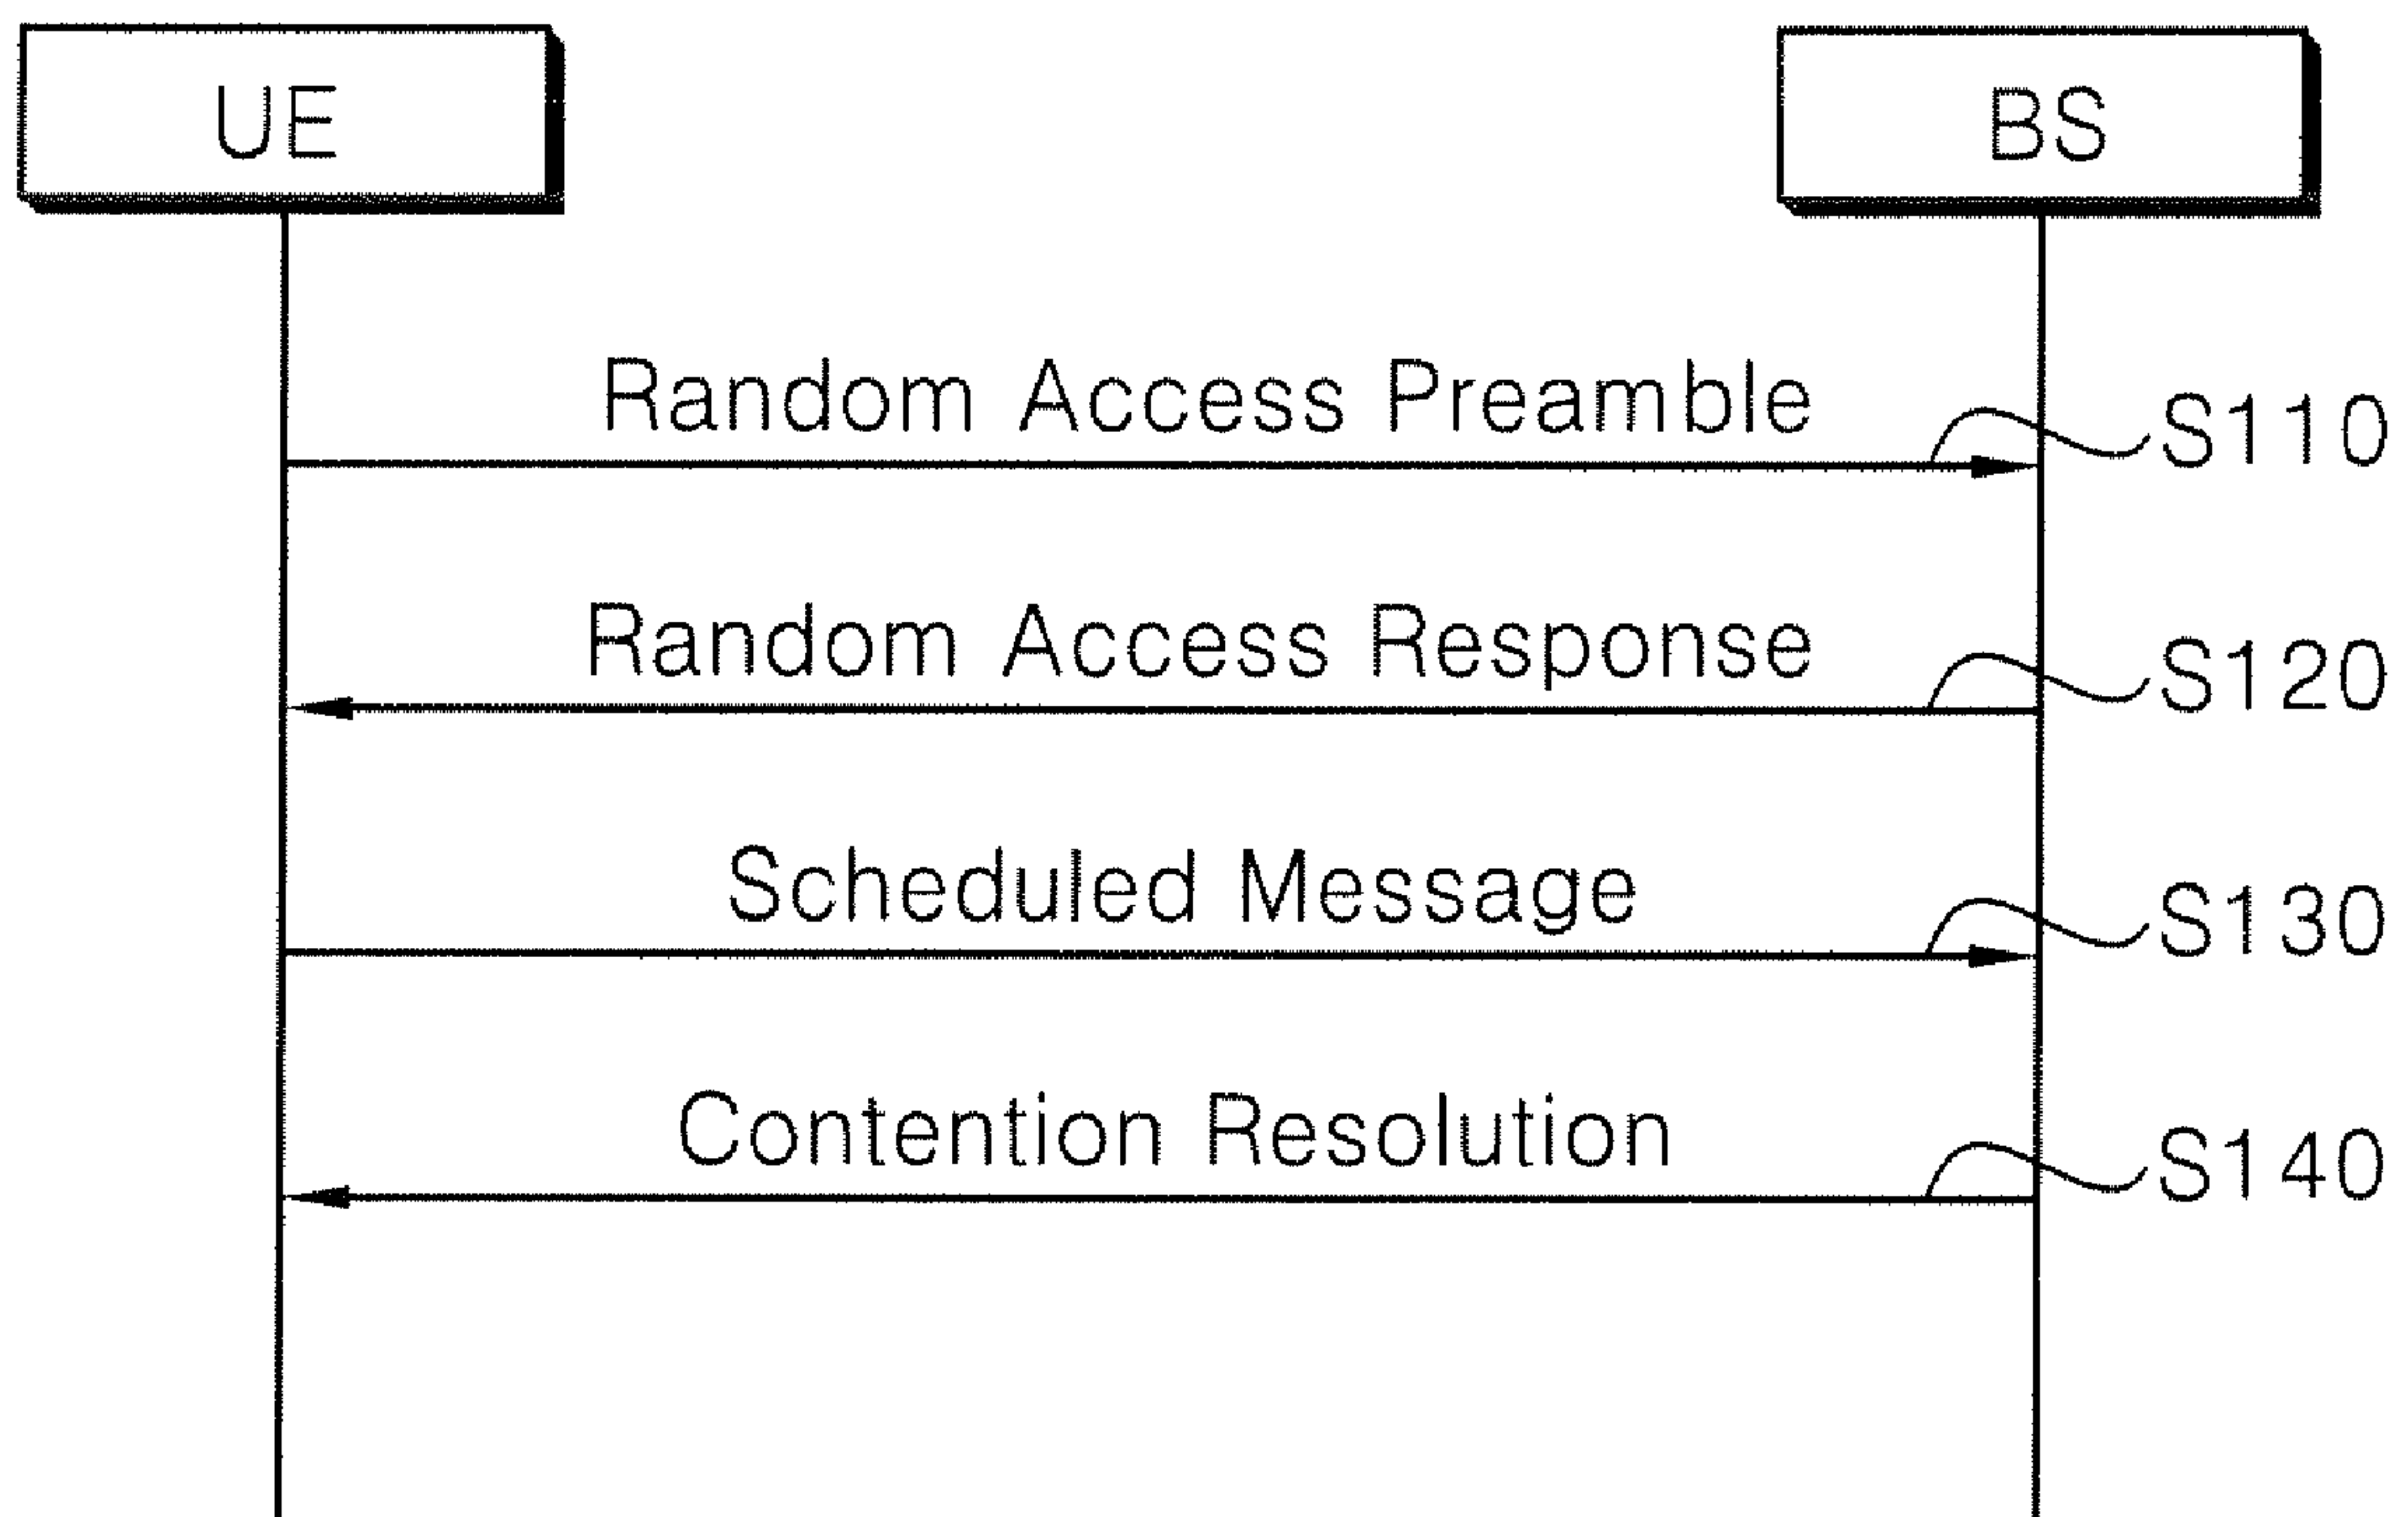 UE
BS
Random Access Preamble
S110
Random Access Response
S120
Scheduled Message
S130
Contention Resolution
S140